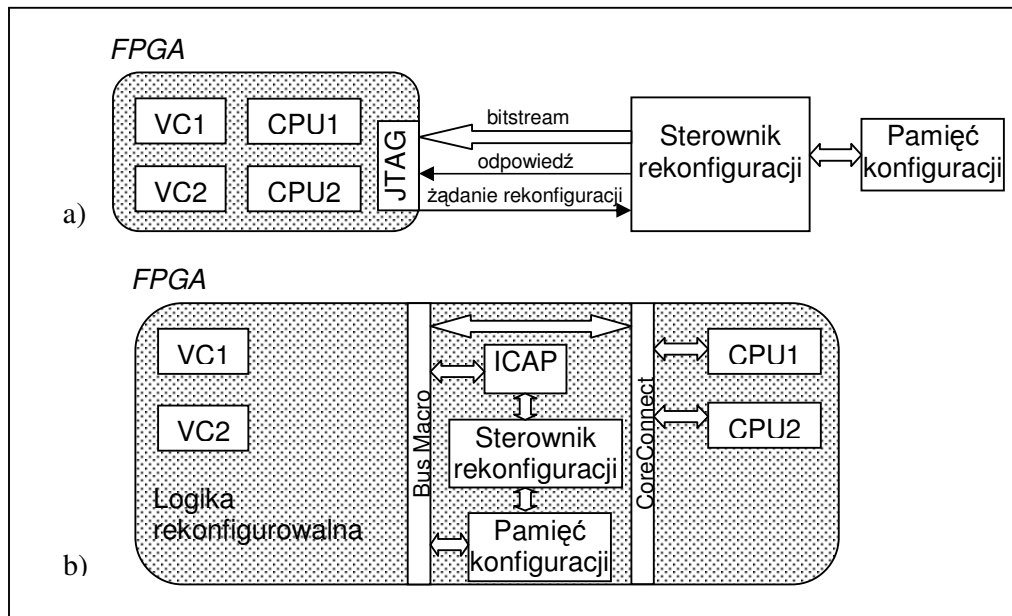 FPGA
VC1
CPU1
VC2
CPU2
JTAG
bitstream
odpowiedź
żądanie rekonfiguracji
Sterownik
rekonfiguracji
Pamięć
konfiguracji
a)
FPGA
VC1
VC2
Logika
rekonfigurowalna
Bus Macro
ICAP
Sterownik
rekonfiguracji
Pamięć
konfiguracji
CoreConnect
CPU1
CPU2
b)